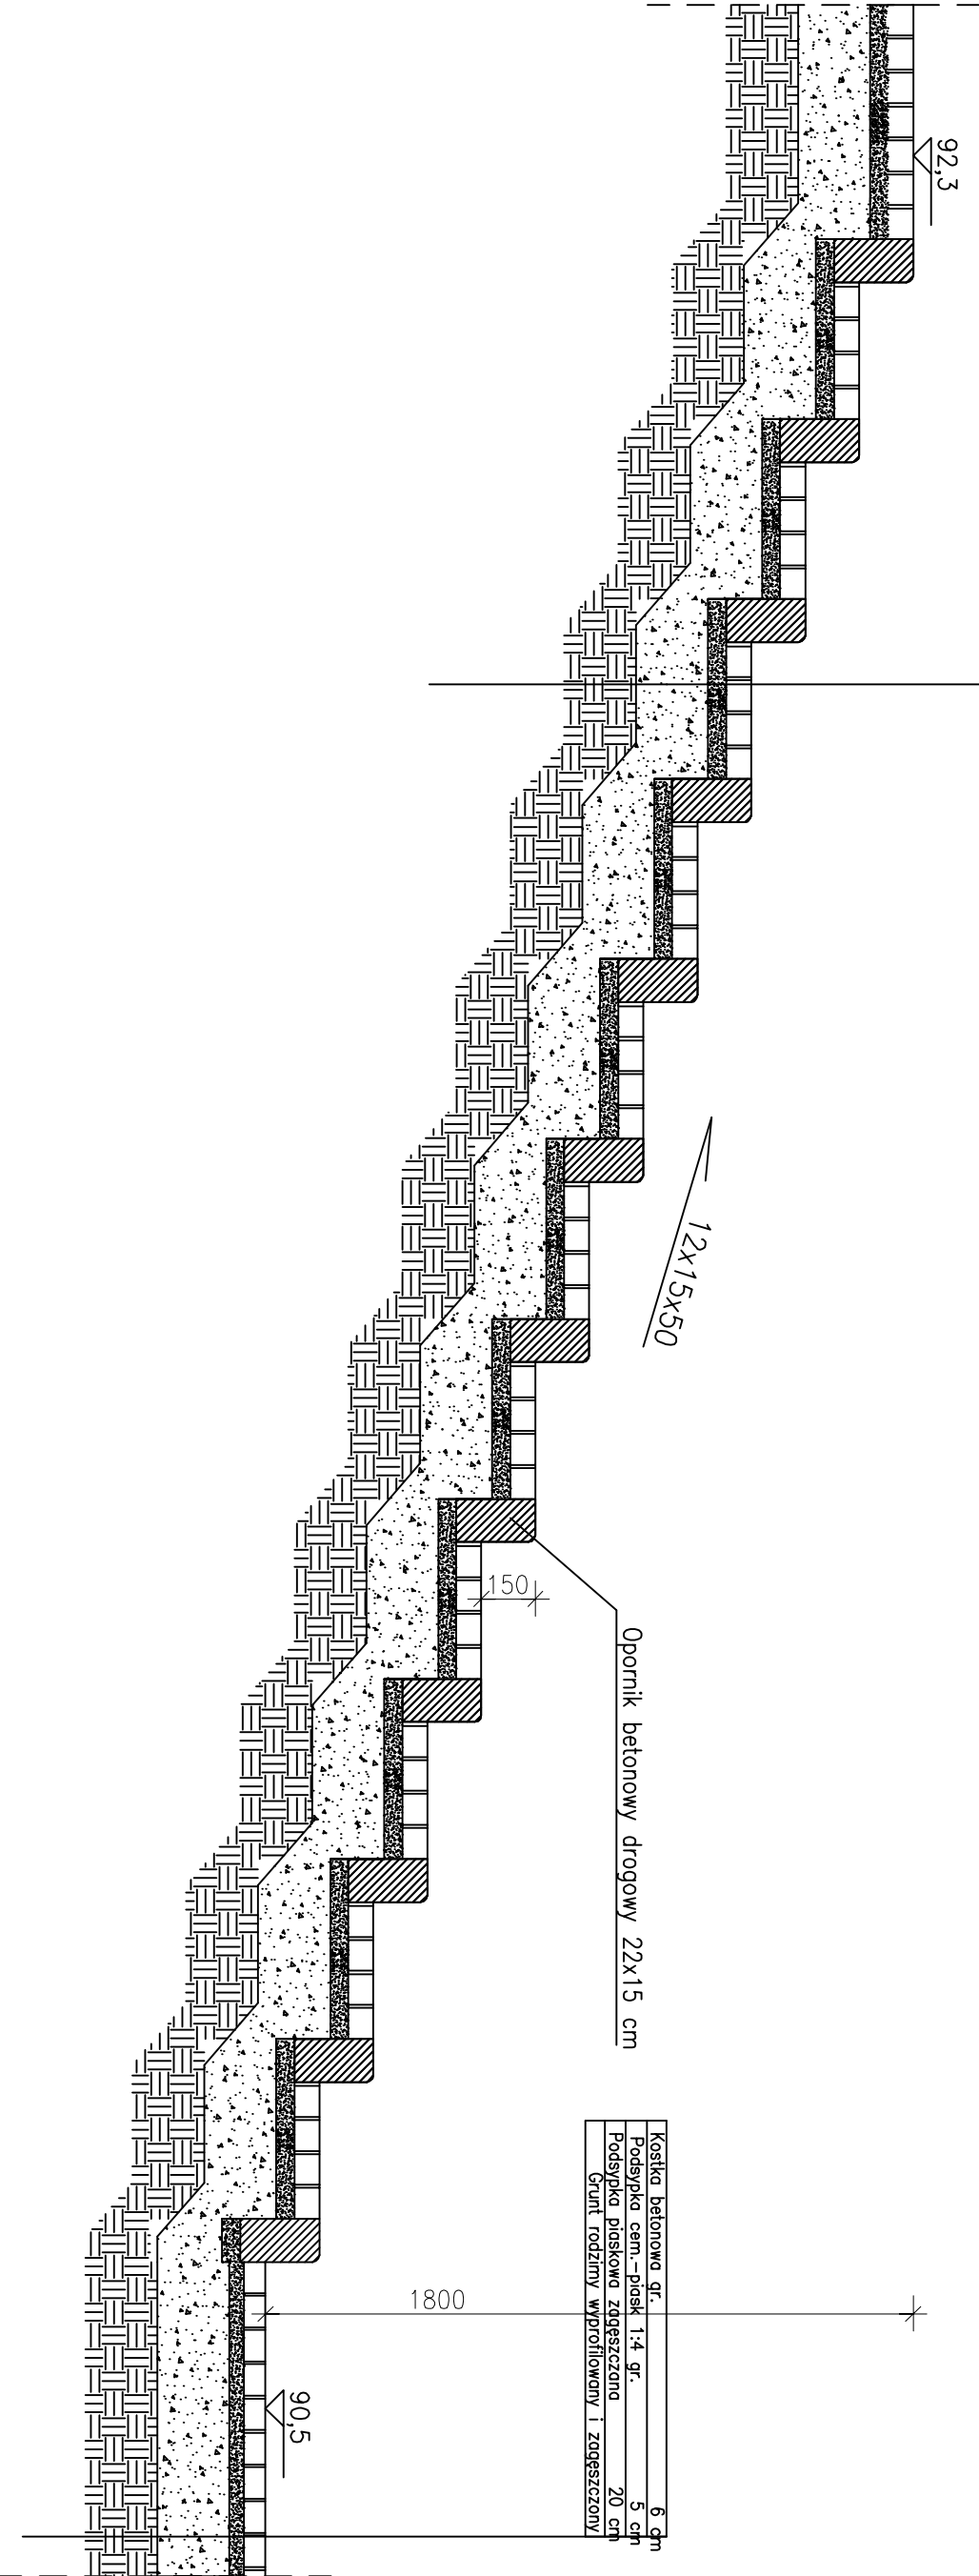 92,3
12x15x50
Opornik betonowy drogowy 22x15 cm
150
Kostka betonowa gr. 6 cm
Podsypka cem.-piask 1:4 gr. 5 cm
Podsypka piaskowa zagęszczana 20 cm
Grunt rodzimy wyprofilowany i zagęszczony
1800
90,5